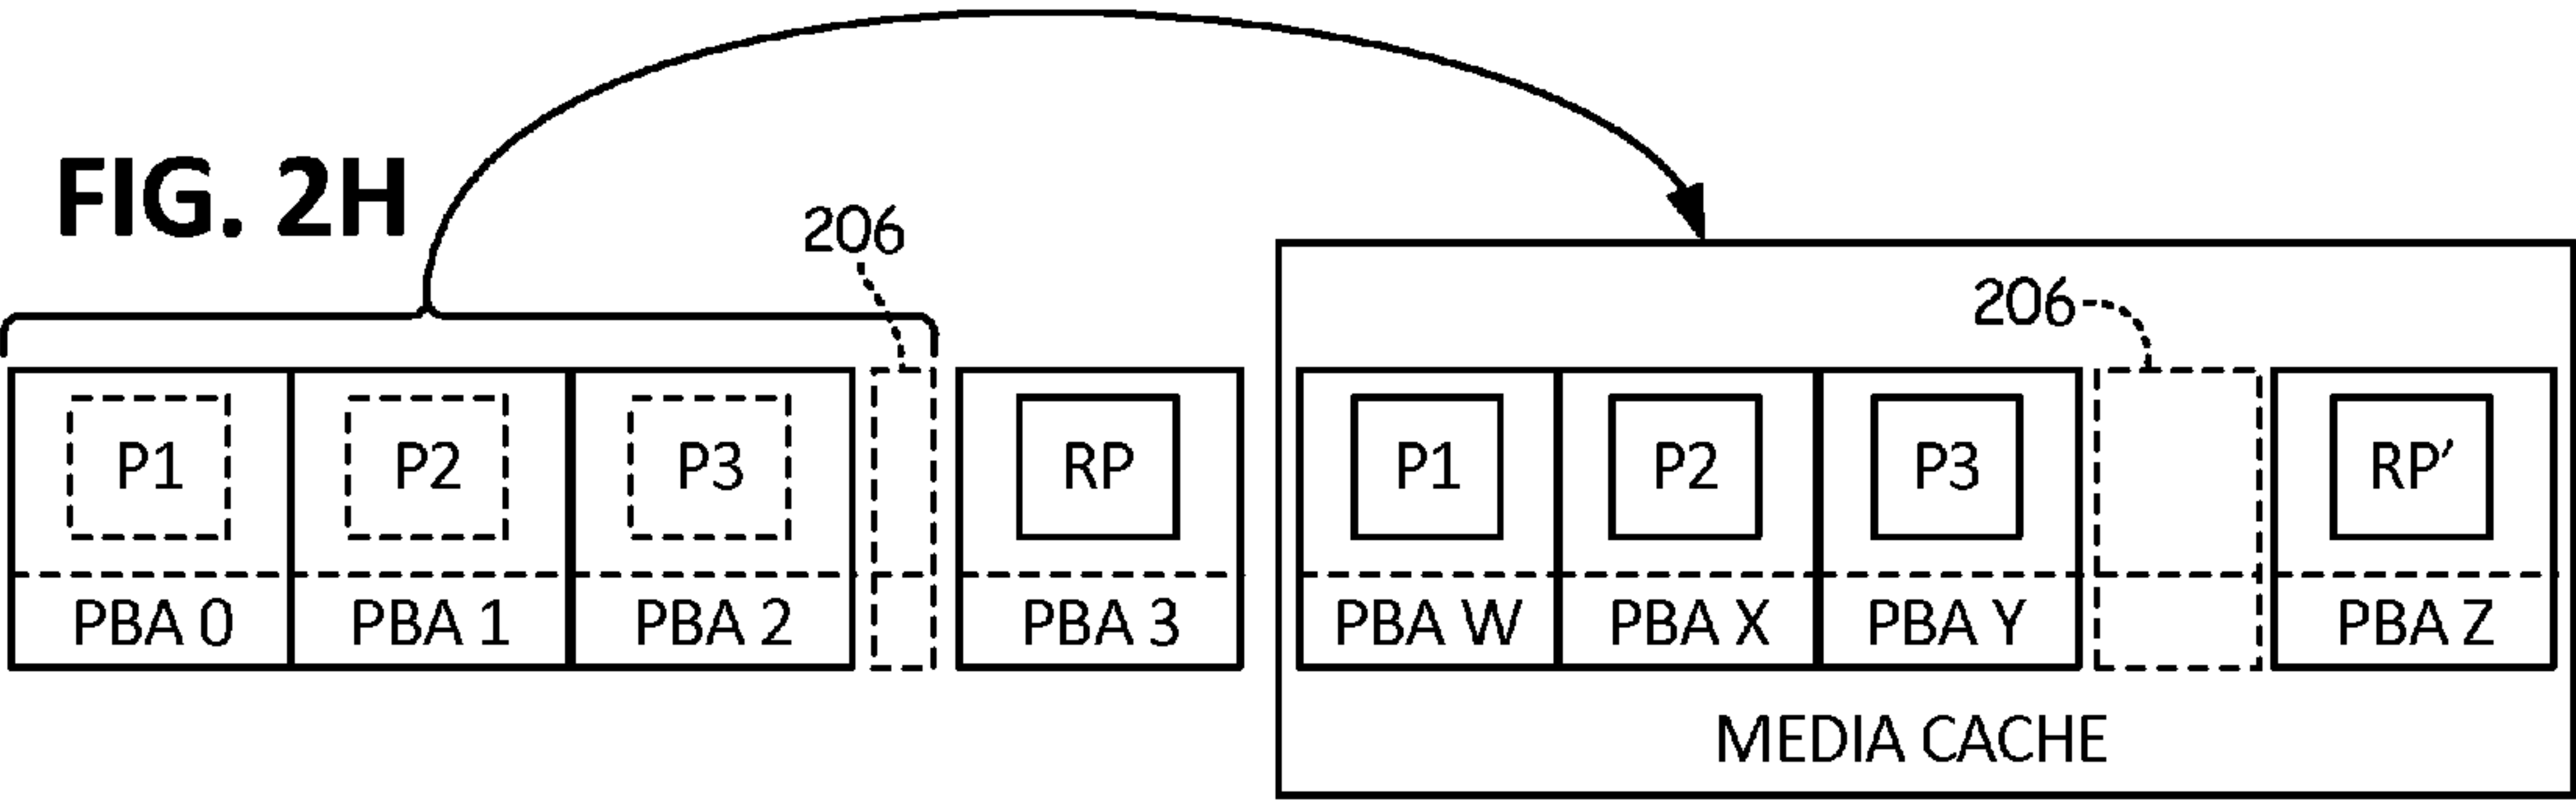 FIG. 2H
206
206
P1 P2 P3 RP P1 P2 P3 RP′
PBA 0 PBA 1 PBA 2 PBA 3 PBA W PBA X PBA Y PBA Z
MEDIA CACHE